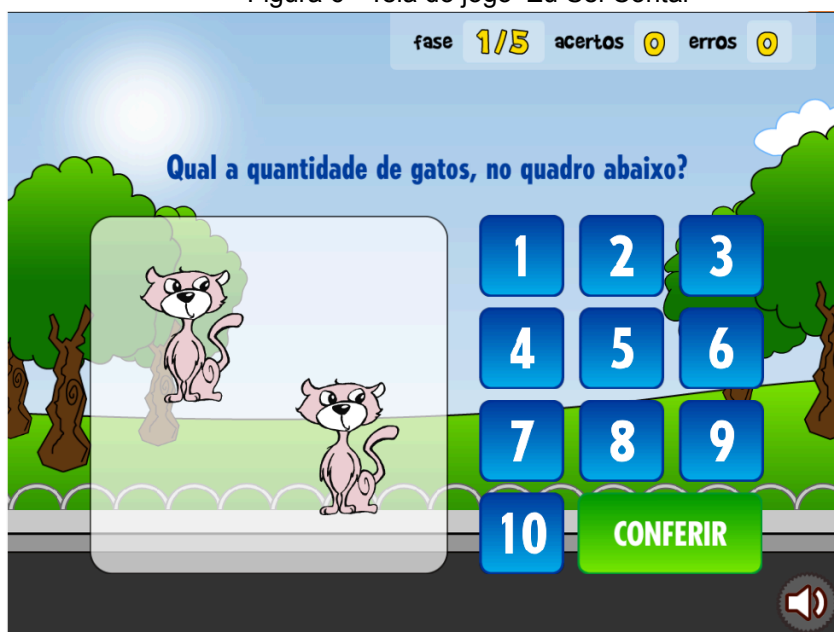 fase 1/5 acertos 0 erros 0
Qual a quantidade de gatos, no quadro abaixo?
1 2 3
4 5 6
7 8 9
10 CONFERIR